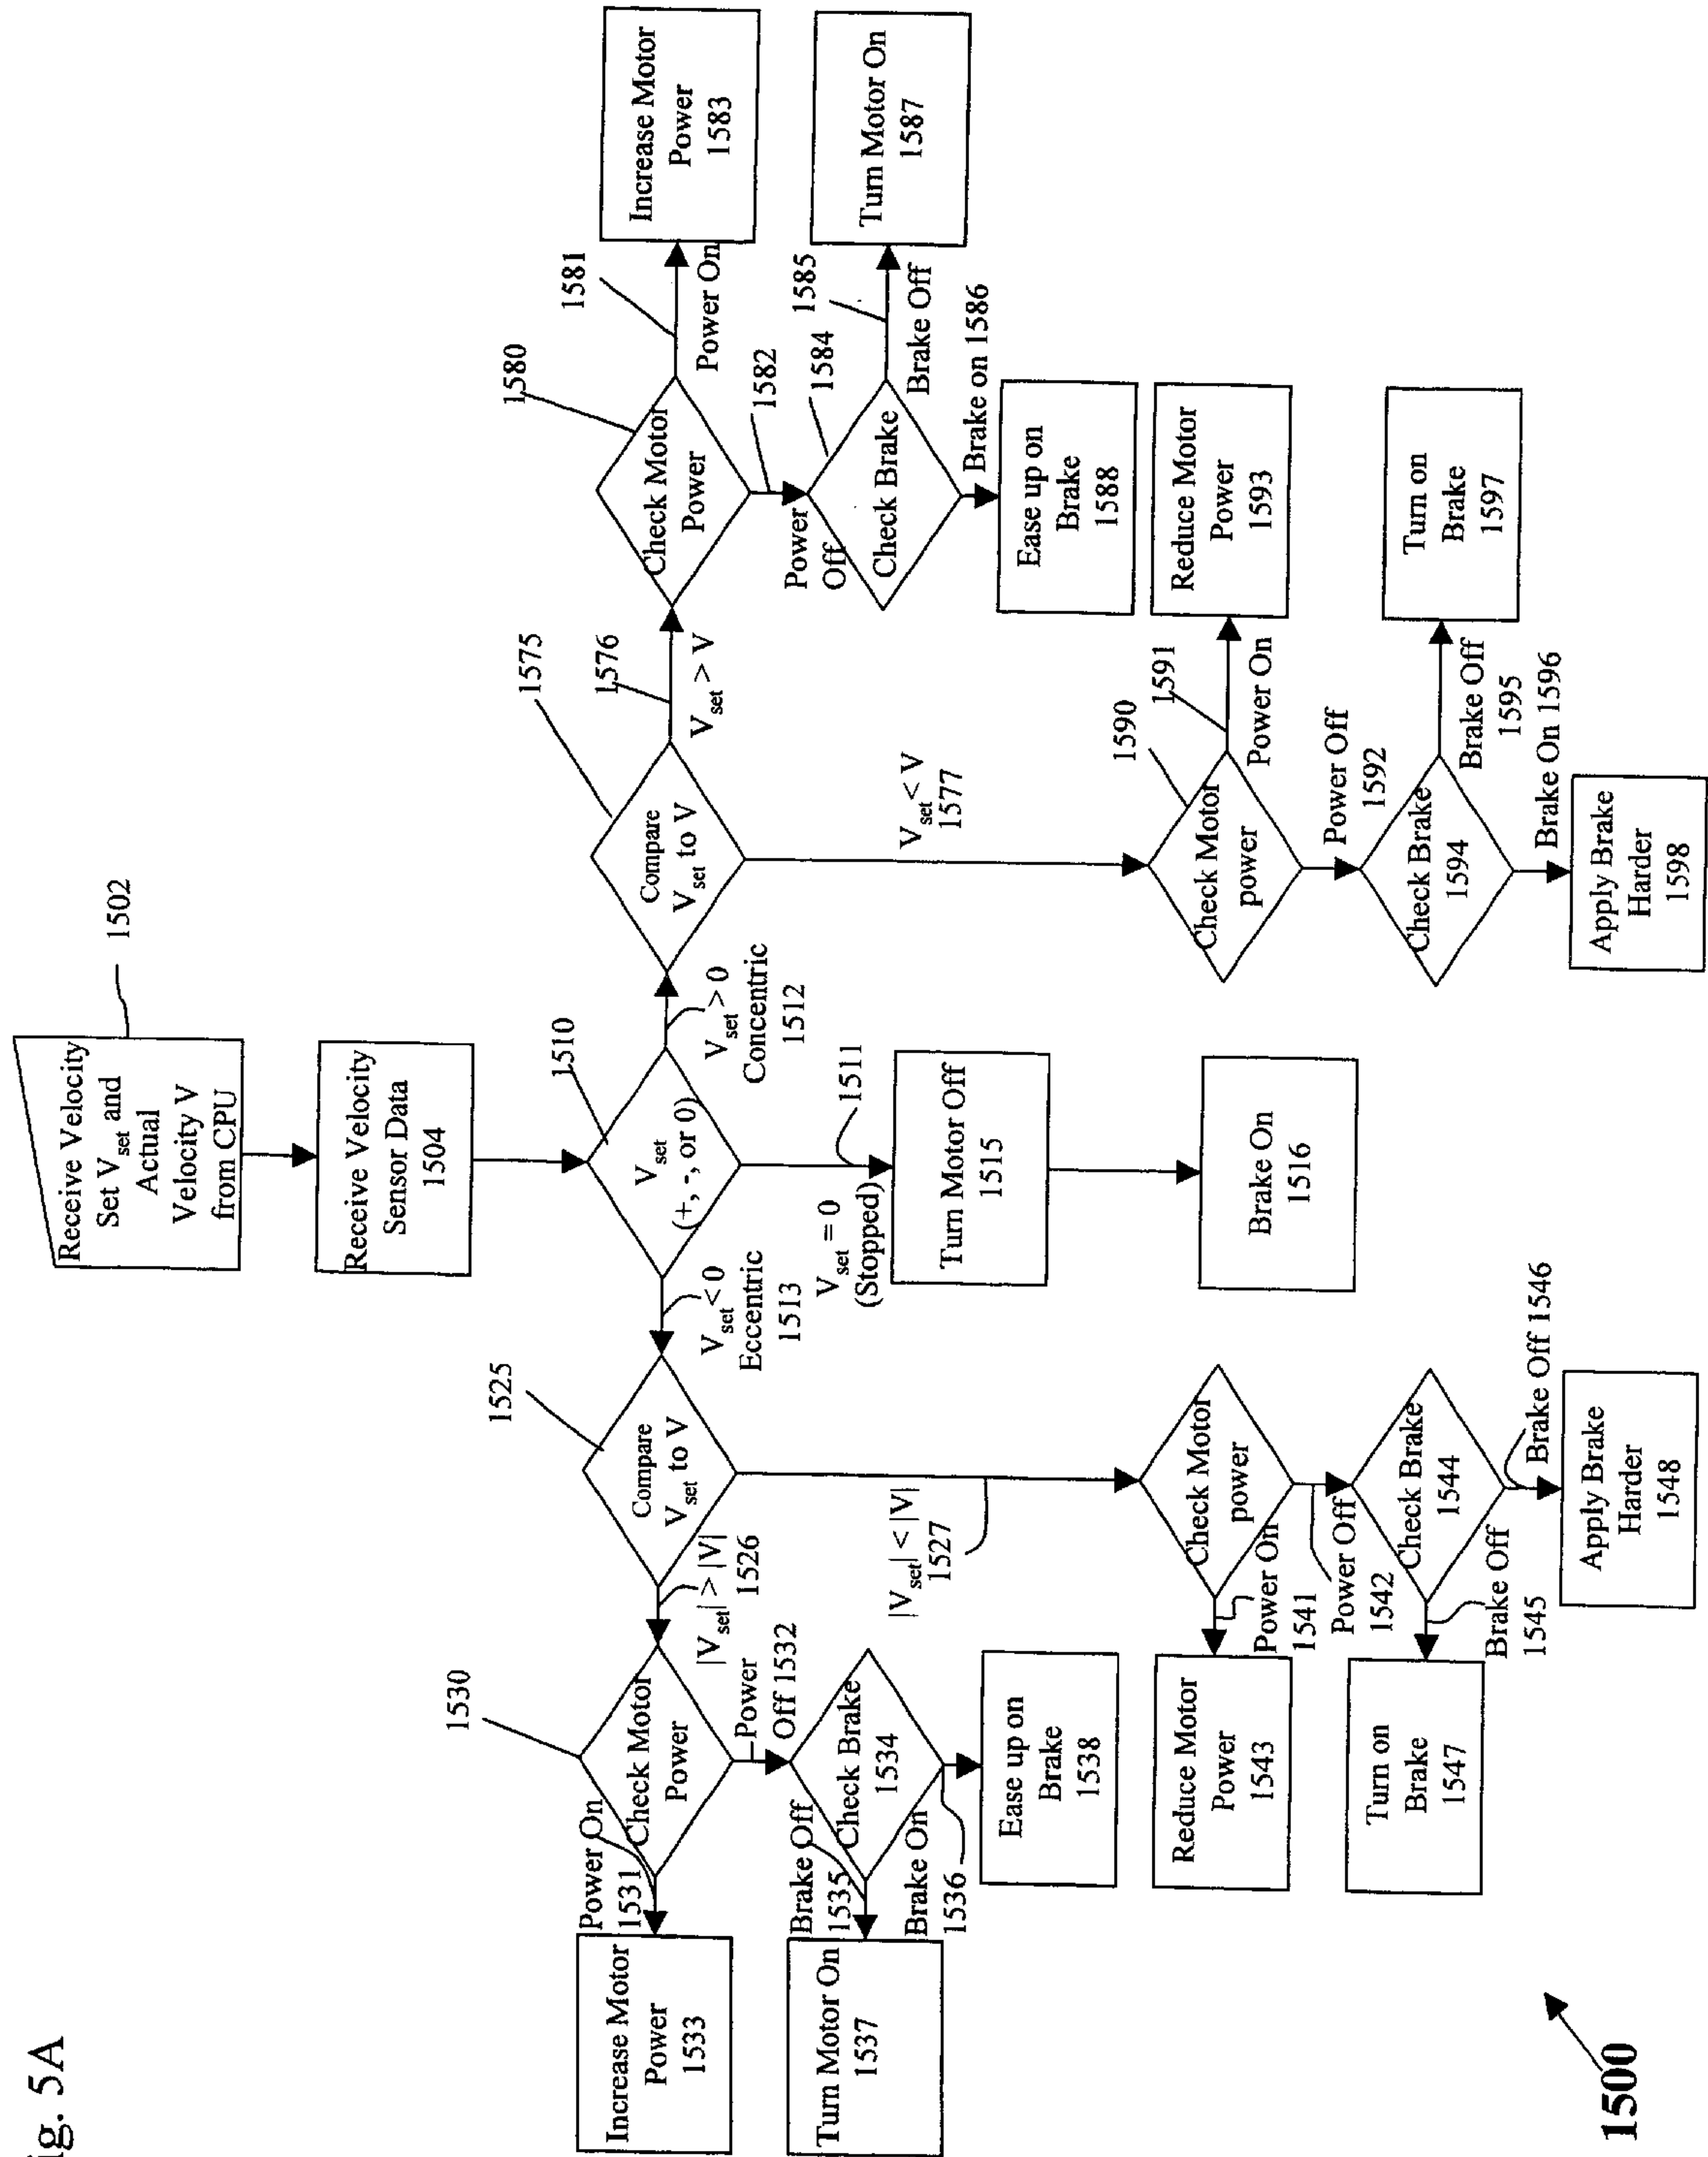 ig. 5A
Receive Velocity
Set Vset and
Actual
Velocity V
from CPU
1502
Receive Velocity
Sensor Data
1504
Vset
(+, -, or 0)
1510
Vset < 0
Eccentric
1513
Vset > 0
Concentric
1512
Vset = 0
(Stopped)
1511
Turn Motor Off
1515
Brake On
1516
Compare
Vset to V
1525
|Vset| > |V|
1526
|Vset| < |V|
1527
Check Motor
Power
1530
Power On
1531
Increase Motor
Power
1533
Power
Off 1532
Check Brake
1534
Brake Off
1535
Turn Motor On
1537
Brake On
1536
Ease up on
Brake
1538
Check Motor
power
Power On
1541
Reduce Motor
Power
1543
Power Off
1542
Check Brake
1544
Brake Off
1545
Turn on
Brake
1547
Brake Off 1546
Apply Brake
Harder
1548
Compare
Vset to V
1575
1576
Vset > V
Vset < V
1577
Check Motor
Power
1580
1581
Power On
Increase Motor
Power
1583
Power
Off
1582
Check Brake
1584
1585
Brake Off
Turn Motor On
1587
Brake on 1586
Ease up on
Brake
1588
Check Motor
power
1590
1591
Power On
Reduce Motor
Power
1593
Power Off
1592
Check Brake
1594
Brake Off
1595
Turn on
Brake
1597
Brake On 1596
Apply Brake
Harder
1598
1500